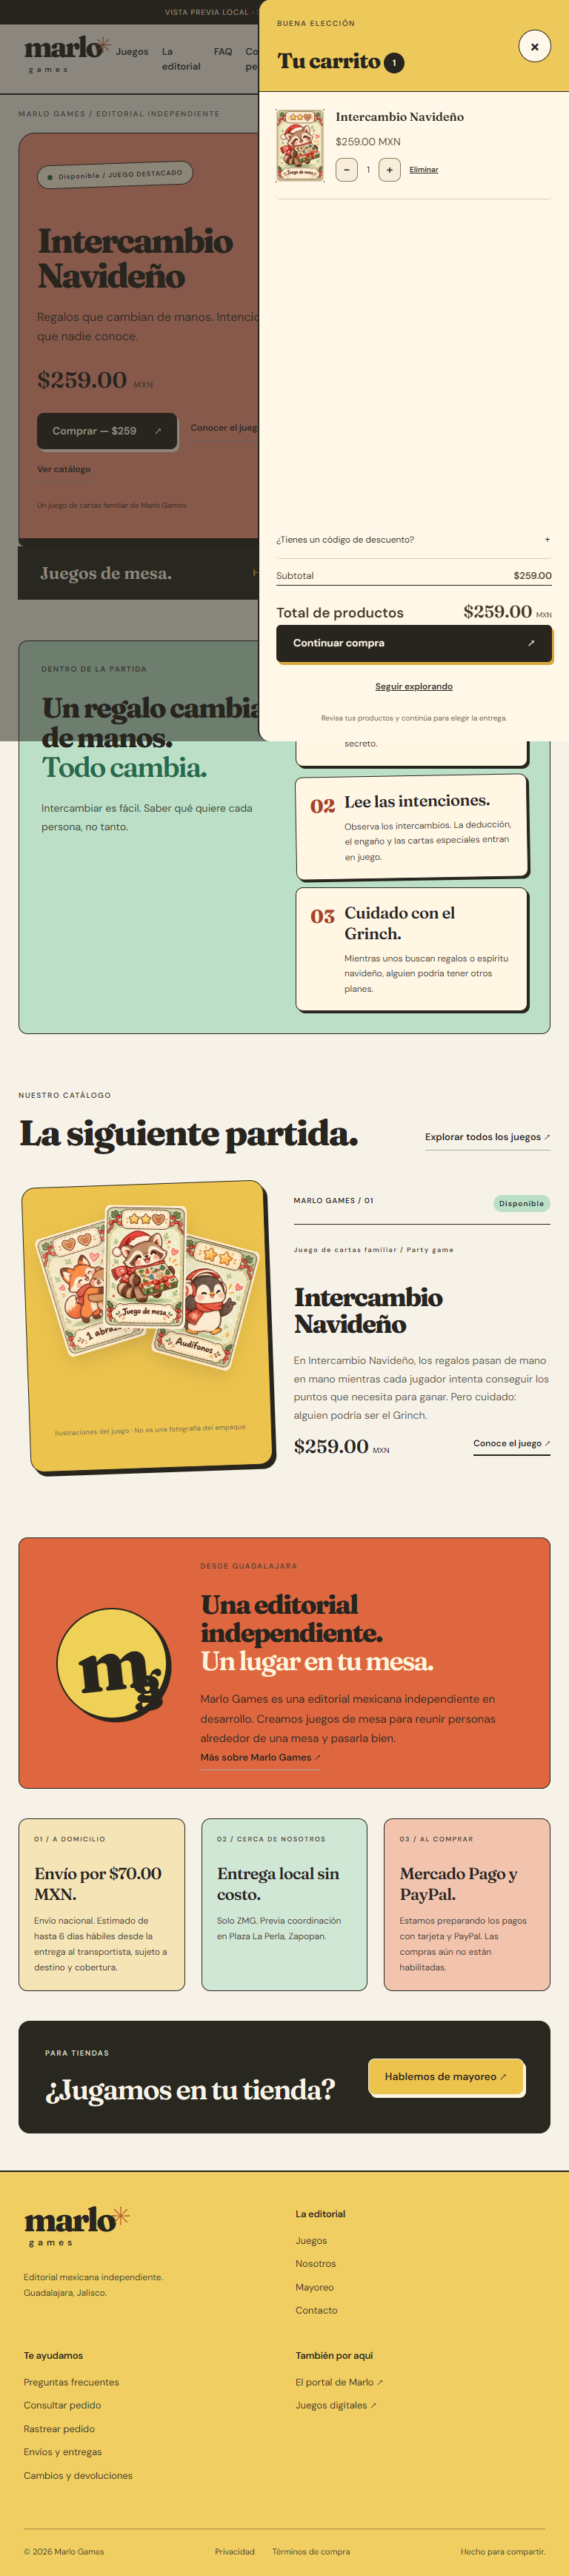 VISTA PREVIA LOCAL ·
marlo
games
Juegos
La
editorial
FAQ
MARLO GAMES / EDITORIAL INDEPENDIENTE
Disponible / JUEGO DESTACADO
Intercambio
Navideño
Regalos que cambian de manos.
que nadie conoce.
$259.00 MXN
Comprar — $259 ↗
Conocer el
Ver catálogo
Un juego de cartas familiar de Marlo Games.
Juegos de mesa.
BUENA ELECCIÓN
Tu carrito 1
×
Juego de mesa
Intercambio Navideño
$259.00 MXN
− 1 + Eliminar
¿Tienes un código de descuento? +
Subtotal $259.00
Total de productos $259.00 MXN
Continuar compra ↗
Seguir explorando
Revisa tus productos y continúa para elegir la entrega.
DENTRO DE LA PARTIDA
Un regalo cambia
de manos.
Todo cambia.
Intercambiar es fácil. Saber qué quiere cada
persona, no tanto.
secreto.
02 Lee las intenciones.
Observa los intercambios. La deducción,
el engaño y las cartas especiales entran
en juego.
03 Cuidado con el
Grinch.
Mientras unos buscan regalos o espíritu
navideño, alguien podría tener otros
planes.
NUESTRO CATÁLOGO
La siguiente partida.
Explorar todos los juegos ↗
Juego de mesa
Audífonos
Ilustraciones del juego · No es una fotografía del empaque
MARLO GAMES / 01
Disponible
Juego de cartas familiar / Party game
Intercambio
Navideño
En Intercambio Navideño, los regalos pasan de mano
en mano mientras cada jugador intenta conseguir los
puntos que necesita para ganar. Pero cuidado:
alguien podría ser el Grinch.
$259.00 MXN
Conoce el juego ↗
mg
DESDE GUADALAJARA
Una editorial
independiente.
Un lugar en tu mesa.
Marlo Games es una editorial mexicana independiente en
desarrollo. Creamos juegos de mesa para reunir personas
alrededor de una mesa y pasarla bien.
Más sobre Marlo Games ↗
01 / A DOMICILIO
Envío por $70.00
MXN.
Envío nacional. Estimado de
hasta 6 días hábiles desde la
entrega al transportista, sujeto a
destino y cobertura.
02 / CERCA DE NOSOTROS
Entrega local sin
costo.
Solo ZMG. Previa coordinación
en Plaza La Perla, Zapopan.
03 / AL COMPRAR
Mercado Pago y
PayPal.
Estamos preparando los pagos
con tarjeta y PayPal. Las
compras aún no están
habilitadas.
PARA TIENDAS
¿Jugamos en tu tienda?
Hablemos de mayoreo ↗
marlo
games
Editorial mexicana independiente.
Guadalajara, Jalisco.
La editorial
Juegos
Nosotros
Mayoreo
Contacto
Te ayudamos
Preguntas frecuentes
Consultar pedido
Rastrear pedido
Envíos y entregas
Cambios y devoluciones
También por aquí
El portal de Marlo ↗
Juegos digitales ↗
© 2026 Marlo Games
Privacidad
Términos de compra
Hecho para compartir.